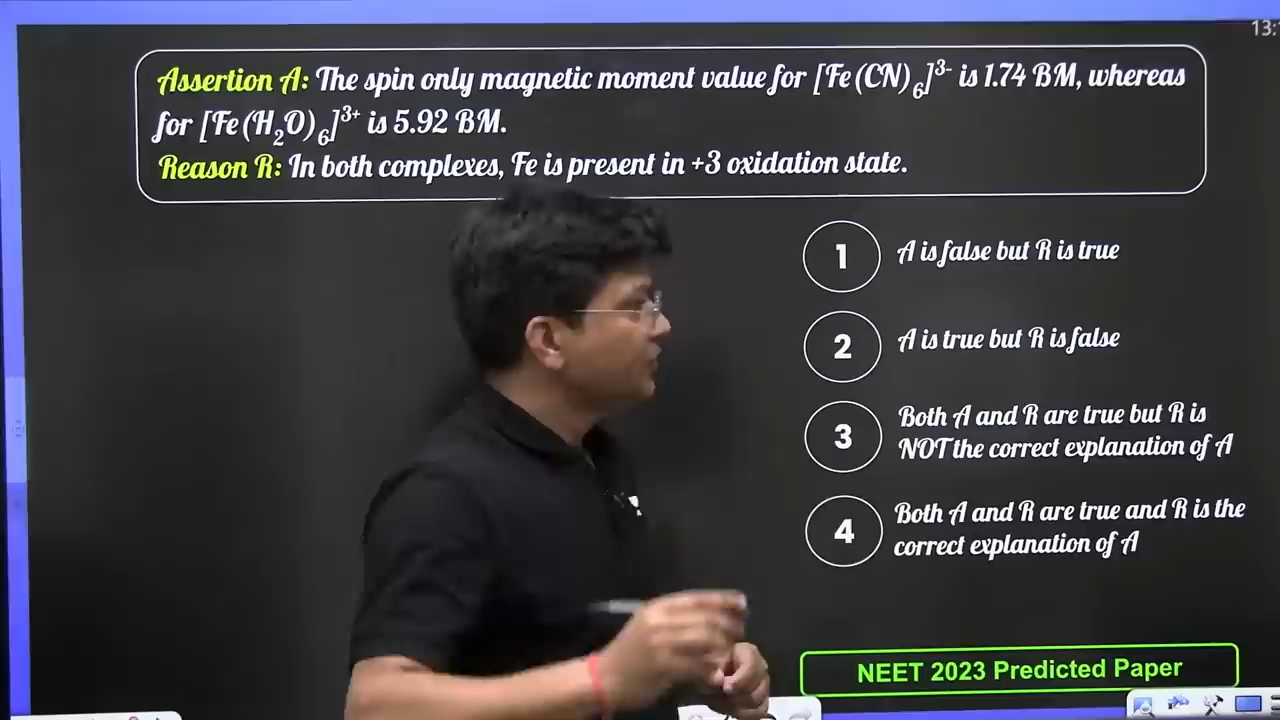 13:
Assertion A: The spin only magnetic moment value for [Fe(CN)₆]³⁻ is 1.74 BM, whereas
for [Fe(H₂O)₆]³⁺ is 5.92 BM.
Reason R: In both complexes, Fe is present in +3 oxidation state.
1 A is false but R is true
2 A is true but R is false
3 Both A and R are true but R is
NOT the correct explanation of A
4 Both A and R are true and R is the
correct explanation of A
NEET 2023 Predicted Paper